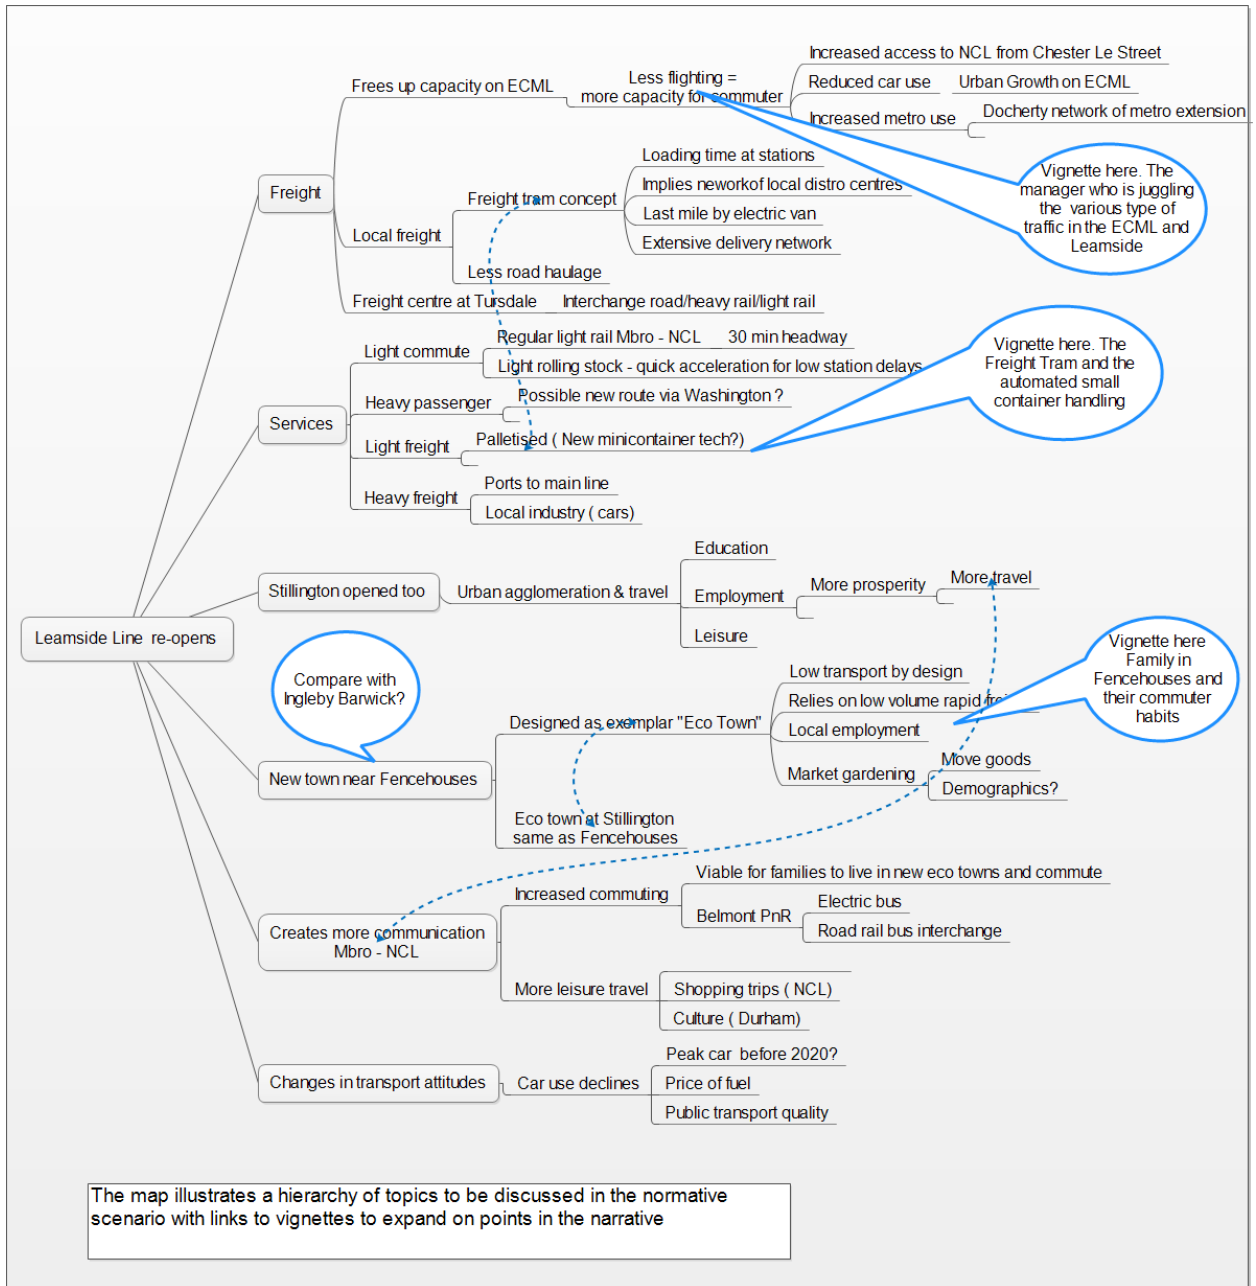 Increased access to NCL from Chester Le Street
Frees up capacity on ECML
Less flighting =
more capacity for commuter
Reduced car use
Urban Growth on ECML
Increased metro use
Docherty network of metro extension
Vignette here. The
manager who is juggling
the various type of
traffic in the ECML and
Leamside
Freight
Loading time at stations
Implies neworkof local distro centres
Freight tram concept
Last mile by electric van
Extensive delivery network
Local freight
Less road haulage
Freight centre at Tursdale
Interchange road/heavy rail/light rail
Services
Light commute
Regular light rail Mbro - NCL
30 min headway
Light rolling stock - quick acceleration for low station delays
Heavy passenger
Possible new route via Washington ?
Light freight
Palletised ( New minicontainer tech?)
Vignette here. The
Freight Tram and the
automated small
container handling
Heavy freight
Ports to main line
Local industry ( cars)
Leamside Line re-opens
Stillington opened too
Urban agglomeration & travel
Education
Employment
More prosperity
More travel
Leisure
Compare with
Ingleby Barwick?
New town near Fencehouses
Designed as exemplar "Eco Town"
Low transport by design
Relies on low volume rapid
Local employment
Market gardening
Move goods
Demographics?
Vignette here
Family in
Fencehouses and
their commuter
habits
Eco town at Stillington
same as Fencehouses
Creates more communication
Mbro - NCL
Increased commuting
Viable for families to live in new eco towns and commute
Belmont PnR
Electric bus
Road rail bus interchange
More leisure travel
Shopping trips ( NCL)
Culture ( Durham)
Changes in transport attitudes
Car use declines
Peak car before 2020?
Price of fuel
Public transport quality
The map illustrates a hierarchy of topics to be discussed in the normative
scenario with links to vignettes to expand on points in the narrative